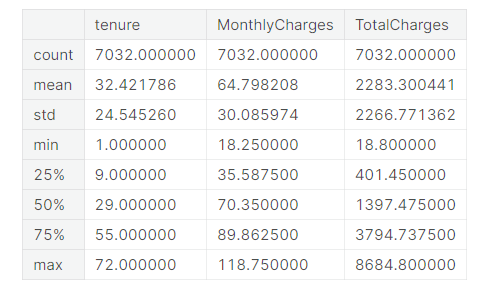 tenure MonthlyCharges TotalCharges
count 7032.000000 7032.000000 7032.000000
mean 32.421786 64.798208 2283.300441
std 24.545260 30.085974 2266.771362
min 1.000000 18.250000 18.800000
25% 9.000000 35.587500 401.450000
50% 29.000000 70.350000 1397.475000
75% 55.000000 89.862500 3794.737500
max 72.000000 118.750000 8684.800000